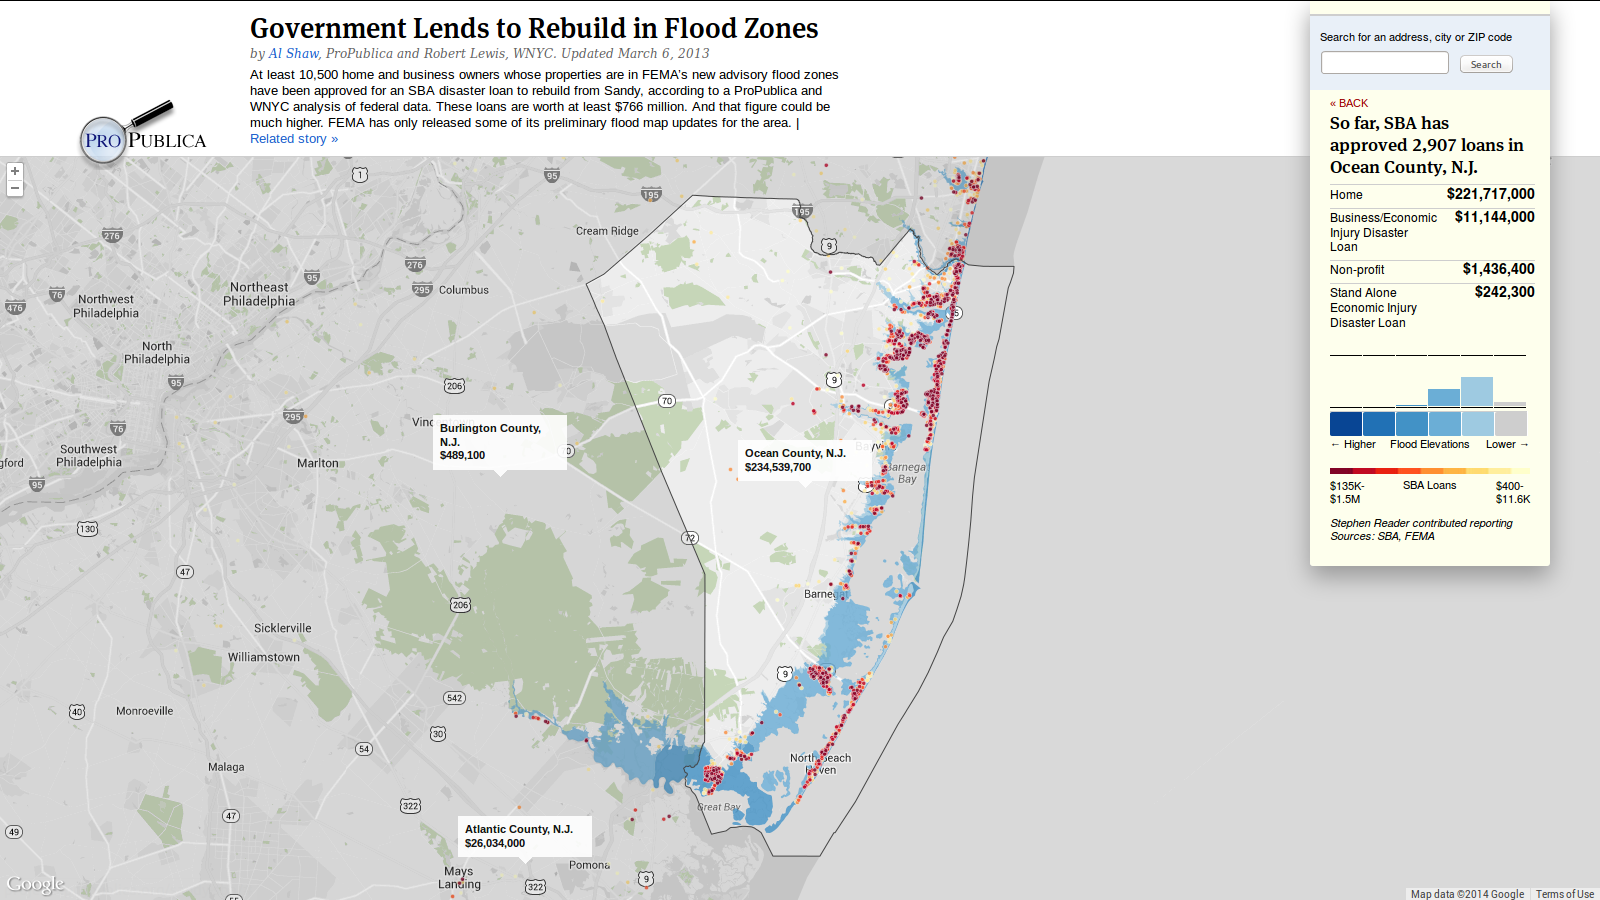 Government Lends to Rebuild in Flood Zones
by Al Shaw, ProPublica and Robert Lewis, WNYC. Updated March 6, 2013
At least 10,500 home and business owners whose properties are in FEMA's new advisory flood zones
have been approved for an SBA disaster loan to rebuild from Sandy, according to a ProPublica and
WNYC analysis of federal data. These loans are worth at least $766 million. And that figure could be
much higher. FEMA has only released some of its preliminary flood map updates for the area. |
Related story »
PROPUBLICA
Search for an address, city or ZIP code
Search
« BACK
So far, SBA has
approved 2,907 loans in
Ocean County, N.J.
Home $221,717,000
Business/Economic $11,144,000
Injury Disaster
Loan
Non-profit $1,436,400
Stand Alone $242,300
Economic Injury
Disaster Loan
← Higher Flood Elevations Lower →
$135K- SBA Loans $400-
$1.5M $11.6K
Stephen Reader contributed reporting
Sources: SBA, FEMA
+
−
1
95
195
195
276
Cream Ridge
9
276
95
295
Columbus
76
476
Northwest
Philadelphia
Northeast
Philadelphia
North
Philadelphia
95
206
9
70
295
76
Southwest
Philadelphia
95
Marlton
Burlington County,
N.J.
$489,100
Ocean County, N.J.
$234,539,700
Bay
130
72
47
206
Barnegat
Sicklerville
Williamstown
9
542
40
Monroeville
30
54
Malaga
North Beach
Haven
322
47
49
Great Bay
Atlantic County, N.J.
$26,034,000
Pomona
Mays
Landing
322
9
Google
Map data ©2014 Google
Terms of Use